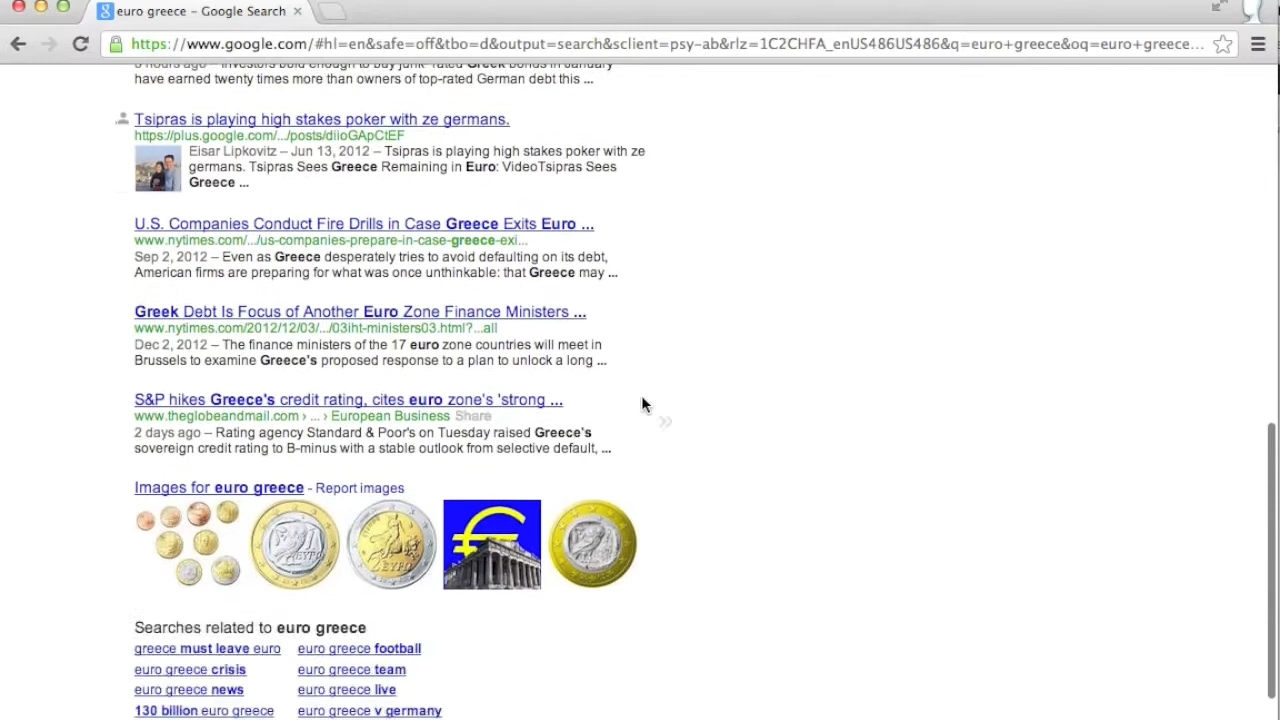 euro greece – Google Search
https://www.google.com/#hl=en&safe=off&tbo=d&output=search&sclient=psy-ab&rlz=1C2CHFA_enUS486US486&q=euro+greece&oq=euro+greece...
5 hours ago – Investors bold enough to buy junk-rated Greek bonds in January
have earned twenty times more than owners of top-rated German debt this ...
Tsipras is playing high stakes poker with ze germans.
https://plus.google.com/.../posts/diioGApCtEF
Eisar Lipkovitz – Jun 13, 2012 – Tsipras is playing high stakes poker with ze
germans. Tsipras Sees Greece Remaining in Euro: VideoTsipras Sees
Greece ...
U.S. Companies Conduct Fire Drills in Case Greece Exits Euro ...
www.nytimes.com/.../us-companies-prepare-in-case-greece-exi...
Sep 2, 2012 – Even as Greece desperately tries to avoid defaulting on its debt,
American firms are preparing for what was once unthinkable: that Greece may ...
Greek Debt Is Focus of Another Euro Zone Finance Ministers ...
www.nytimes.com/2012/12/03/.../03iht-ministers03.html?...all
Dec 2, 2012 – The finance ministers of the 17 euro zone countries will meet in
Brussels to examine Greece's proposed response to a plan to unlock a long ...
S&P hikes Greece's credit rating, cites euro zone's 'strong ...
www.theglobeandmail.com › ... › European Business Share
2 days ago – Rating agency Standard & Poor's on Tuesday raised Greece's
sovereign credit rating to B-minus with a stable outlook from selective default, ...
Images for euro greece - Report images
Searches related to euro greece
greece must leave euro euro greece football
euro greece crisis euro greece team
euro greece news euro greece live
130 billion euro greece euro greece v germany